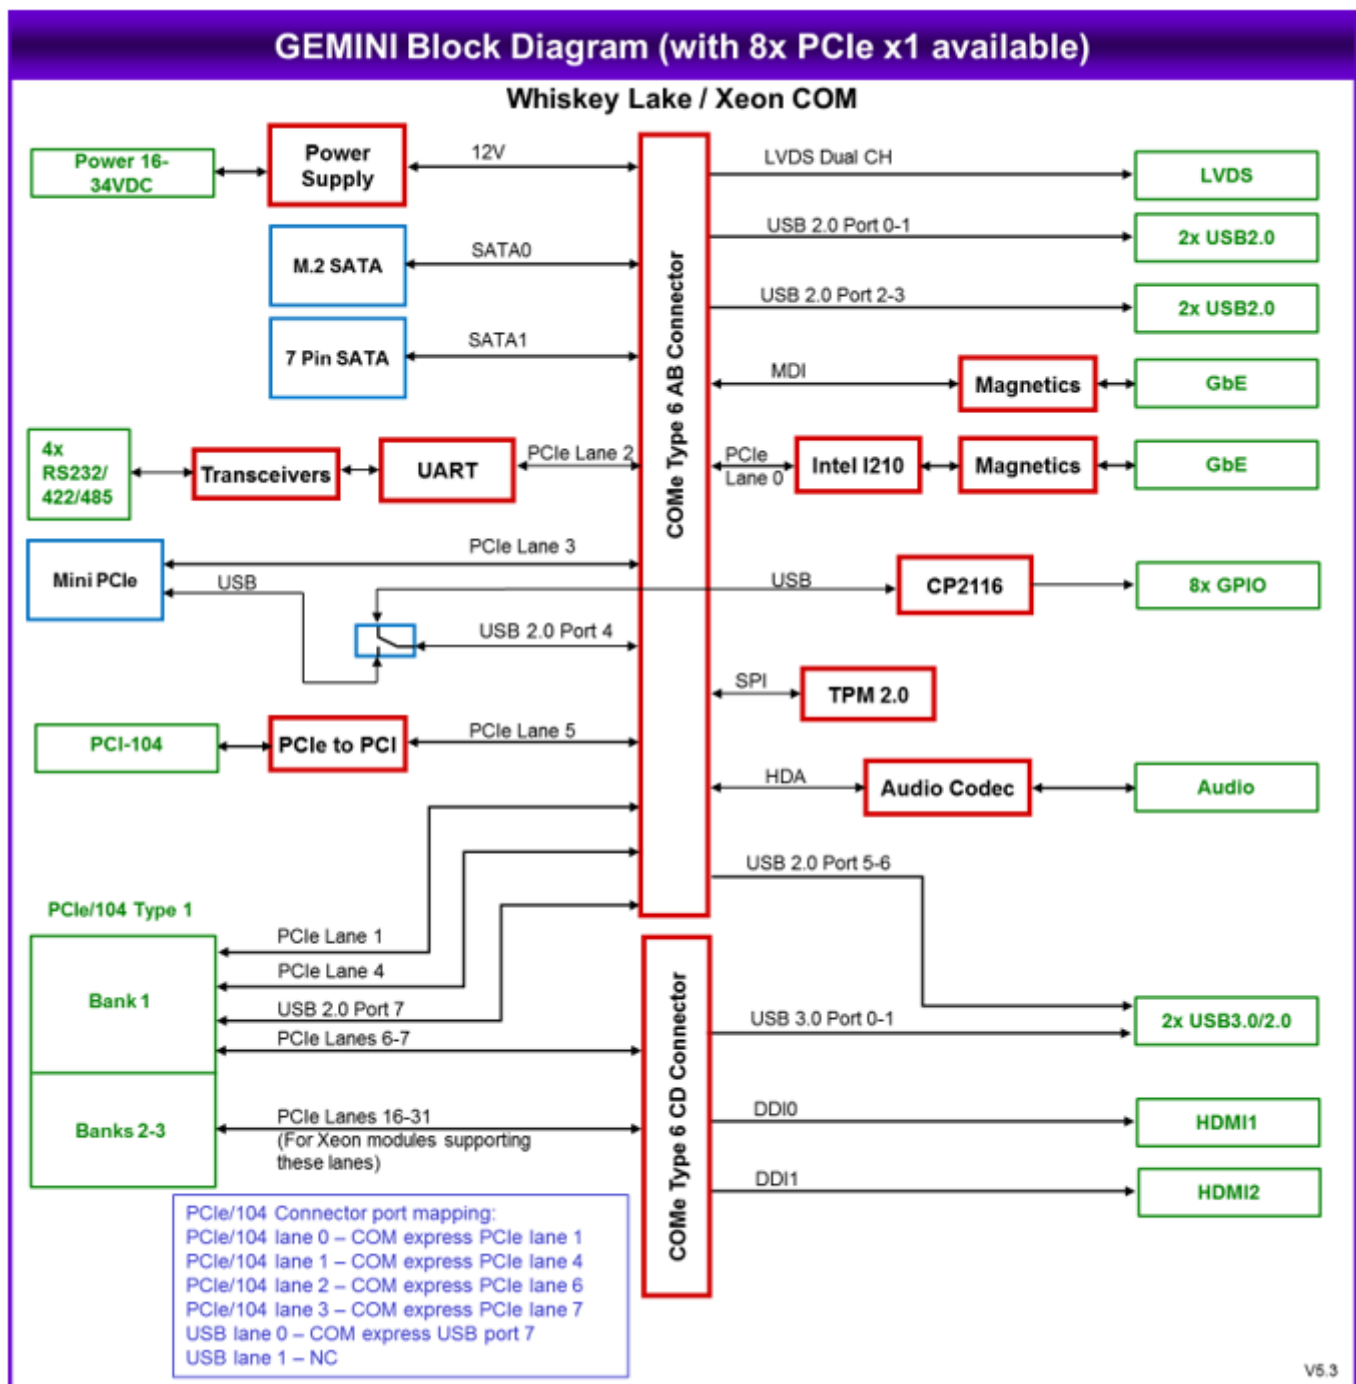 GEMINI Block Diagram (with 8x PCIe x1 available)
Whiskey Lake / Xeon COM
Power 16-
34VDC
Power
Supply
12V
M.2 SATA
SATA0
7 Pin SATA
SATA1
4x
RS232/
422/485
Transceivers
UART
PCIe Lane 2
Mini PCIe
PCIe Lane 3
USB
USB 2.0 Port 4
PCI-104
PCIe to PCI
PCIe Lane 5
PCIe/104 Type 1
Bank 1
PCIe Lane 1
PCIe Lane 4
USB 2.0 Port 7
PCIe Lanes 6-7
Banks 2-3
PCIe Lanes 16-31
(For Xeon modules supporting
these lanes)
COMe Type 6 AB Connector
COMe Type 6 CD Connector
LVDS Dual CH
LVDS
USB 2.0 Port 0-1
2x USB2.0
USB 2.0 Port 2-3
2x USB2.0
MDI
Magnetics
GbE
PCIe
Lane 0
Intel I210
Magnetics
GbE
USB
CP2116
8x GPIO
SPI
TPM 2.0
HDA
Audio Codec
Audio
USB 2.0 Port 5-6
USB 3.0 Port 0-1
2x USB3.0/2.0
DDI0
HDMI1
DDI1
HDMI2
PCIe/104 Connector port mapping:
PCIe/104 lane 0 – COM express PCIe lane 1
PCIe/104 lane 1 – COM express PCIe lane 4
PCIe/104 lane 2 – COM express PCIe lane 6
PCIe/104 lane 3 – COM express PCIe lane 7
USB lane 0 – COM express USB port 7
USB lane 1 – NC
V5.3